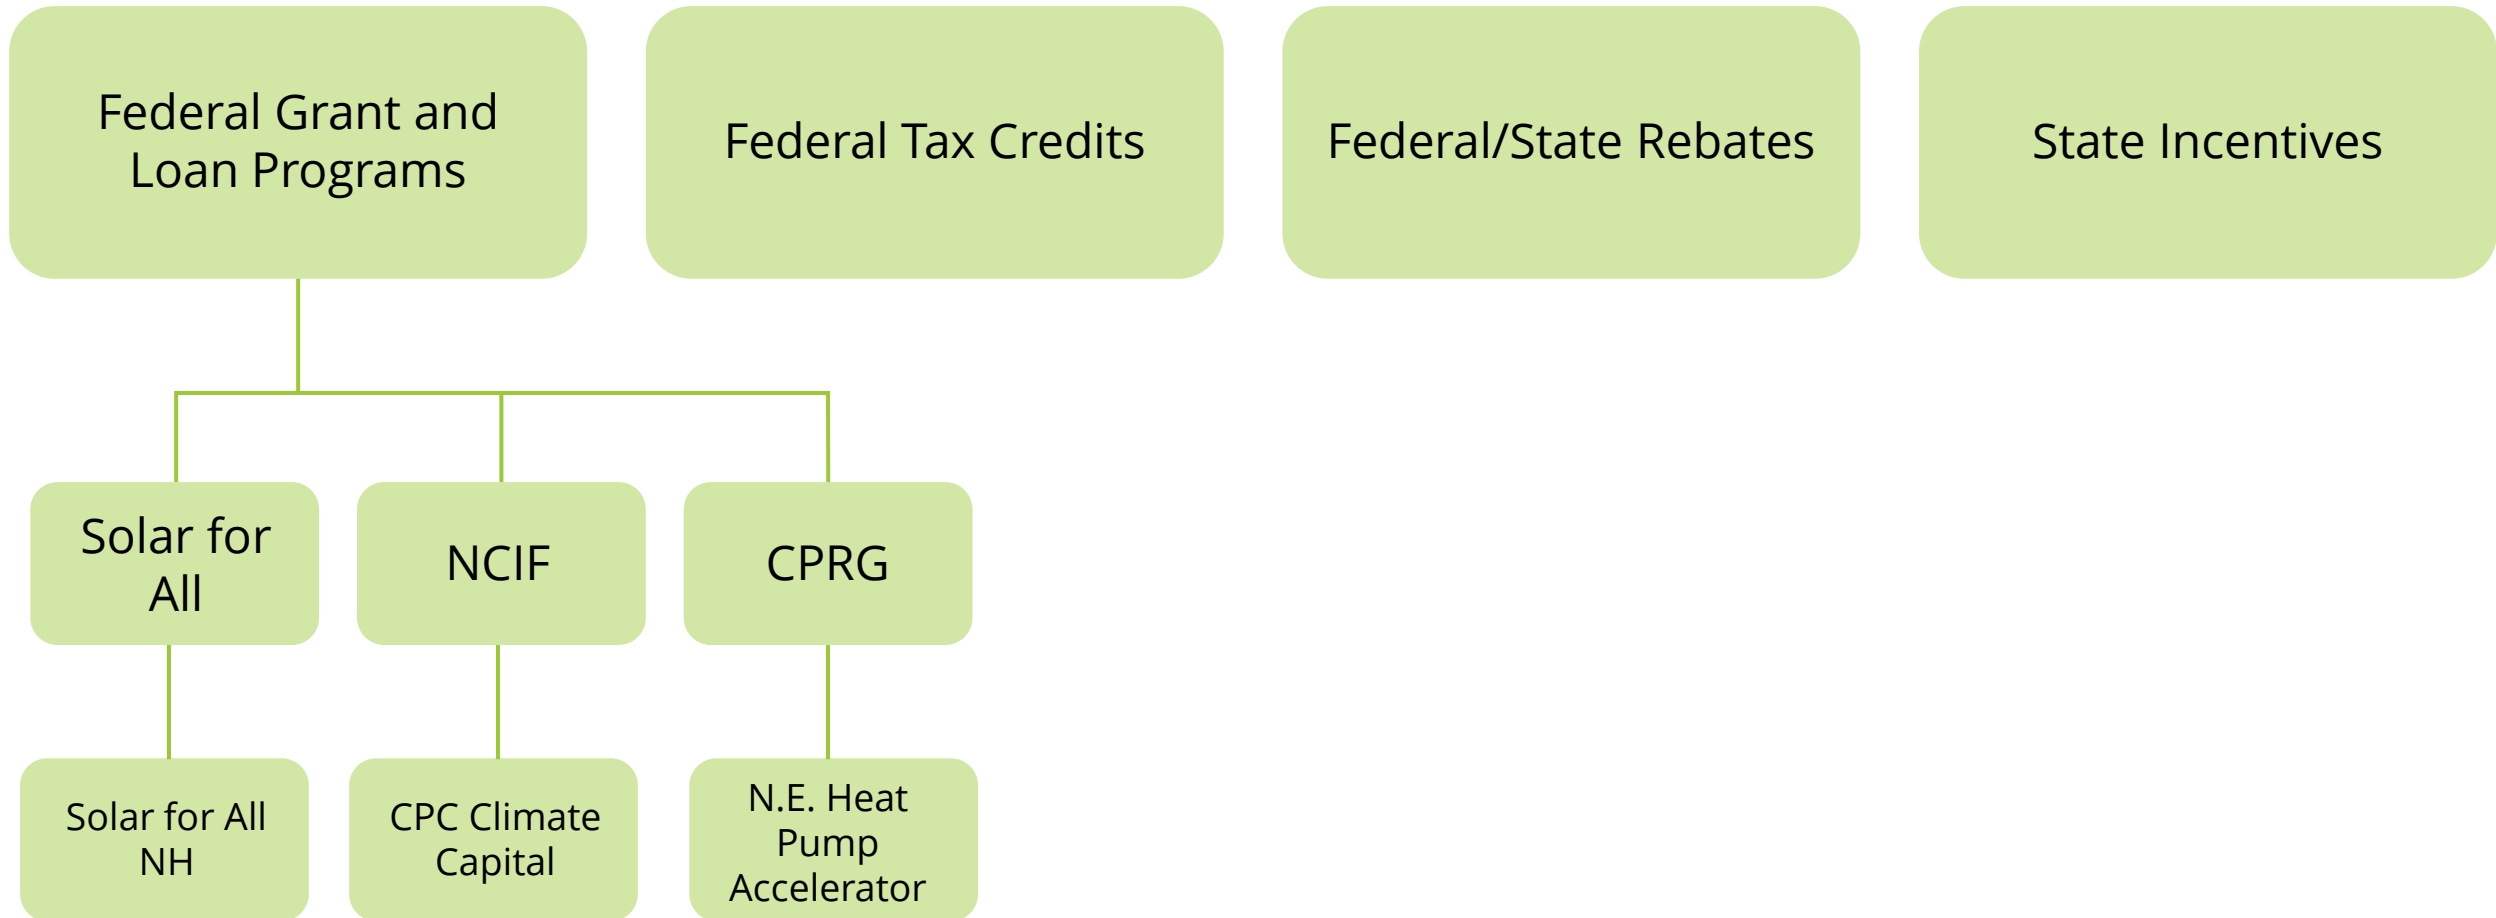 Federal Grant and
Loan Programs
Federal Tax Credits
Federal/State Rebates
State Incentives
Solar for
All
NCIF
CPRG
Solar for All
NH
CPC Climate
Capital
N.E. Heat
Pump
Accelerator